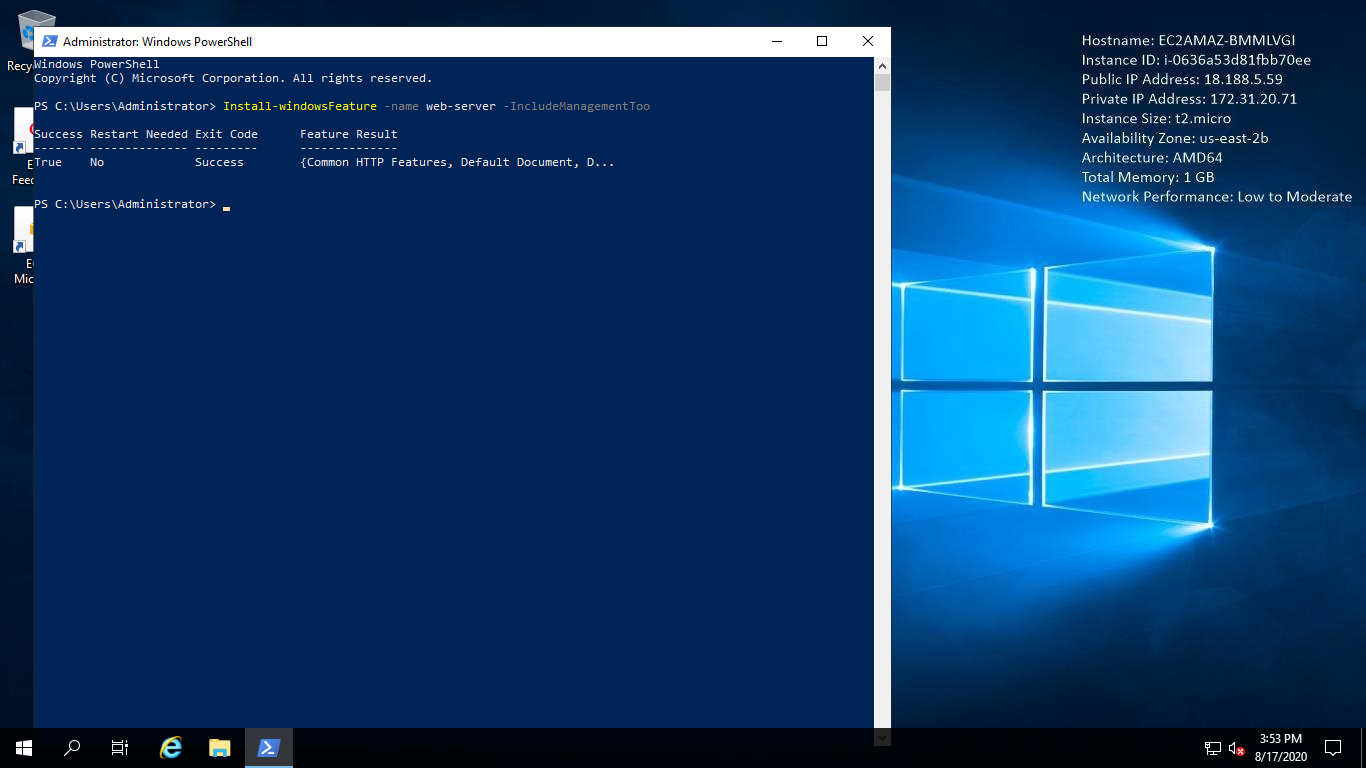 Administrator: Windows PowerShell
Windows PowerShell
Copyright (C) Microsoft Corporation. All rights reserved.
PS C:\Users\Administrator> Install-windowsFeature -name web-server -IncludeManagementToo
Success Restart Needed Exit Code      Feature Result
------- -------------- ---------      --------------
True    No             Success        {Common HTTP Features, Default Document, D...
PS C:\Users\Administrator>
Recy
E
Feed
E
Mic
Hostname: EC2AMAZ-BMMLVGI
Instance ID: i-0636a53d81fbb70ee
Public IP Address: 18.188.5.59
Private IP Address: 172.31.20.71
Instance Size: t2.micro
Availability Zone: us-east-2b
Architecture: AMD64
Total Memory: 1 GB
Network Performance: Low to Moderate
3:53 PM
8/17/2020